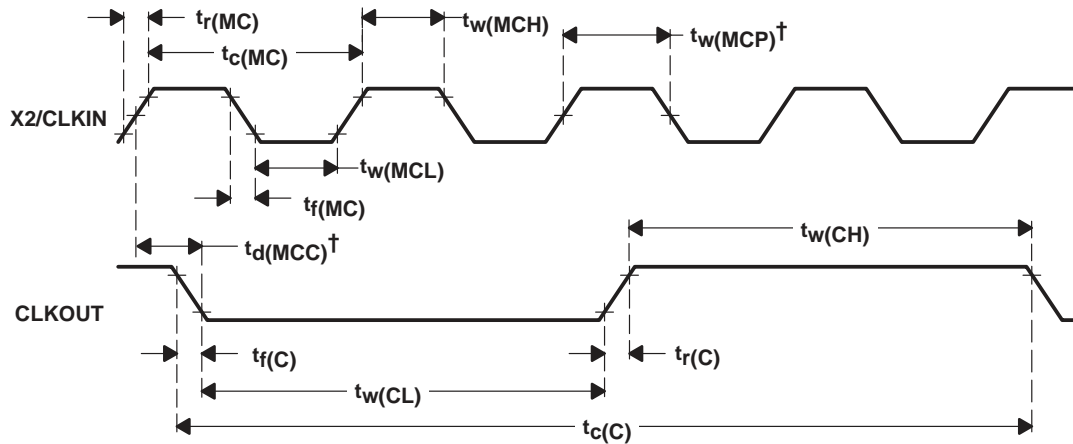 tr(MC)
tw(MCH)
tw(MCP)†
tc(MC)
X2/CLKIN
tw(MCL)
tf(MC)
tw(CH)
td(MCC)†
CLKOUT
tf(C)
tr(C)
tw(CL)
tc(C)